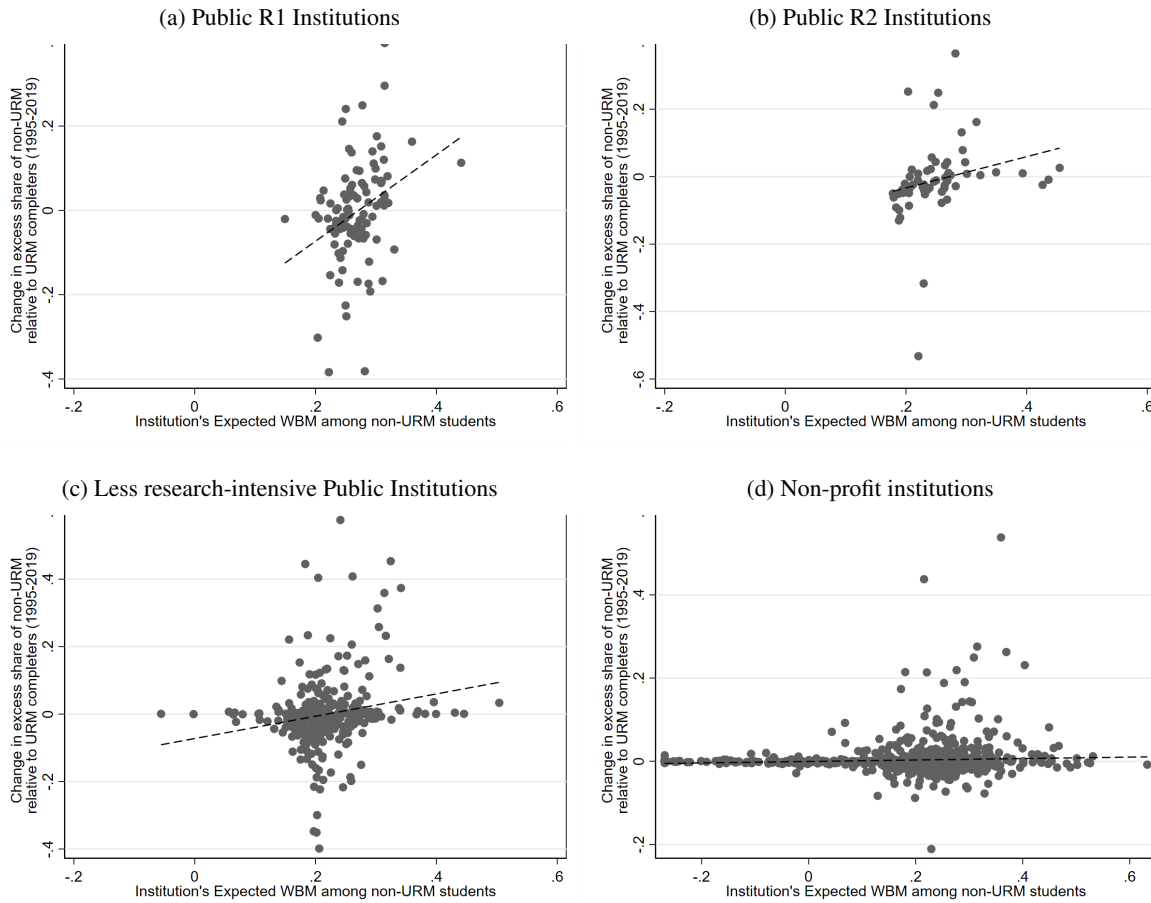 (a) Public R1 Institutions
Change in excess share of non-URM
relative to URM completers (1995-2019)
.2
0
-.2
-.4
-.2
0
.2
.4
.6
Institution's Expected WBM among non-URM students
(b) Public R2 Institutions
Change in excess share of non-URM
relative to URM completers (1995-2019)
.2
0
-.2
-.4
-.6
-.2
0
.2
.4
.6
Institution's Expected WBM among non-URM students
(c) Less research-intensive Public Institutions
Change in excess share of non-URM
relative to URM completers (1995-2019)
.4
.2
0
-.2
-.4
-.2
0
.2
.4
.6
Institution's Expected WBM among non-URM students
(d) Non-profit institutions
Change in excess share of non-URM
relative to URM completers (1995-2019)
.4
.2
0
-.2
-.2
0
.2
.4
.6
Institution's Expected WBM among non-URM students